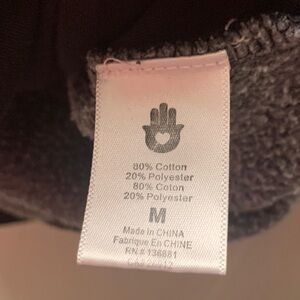 80% Cotton
20% Polyester
80% Coton
20% Polyester
M
Made in CHINA
Fabrique En CHINE
RN # 136881